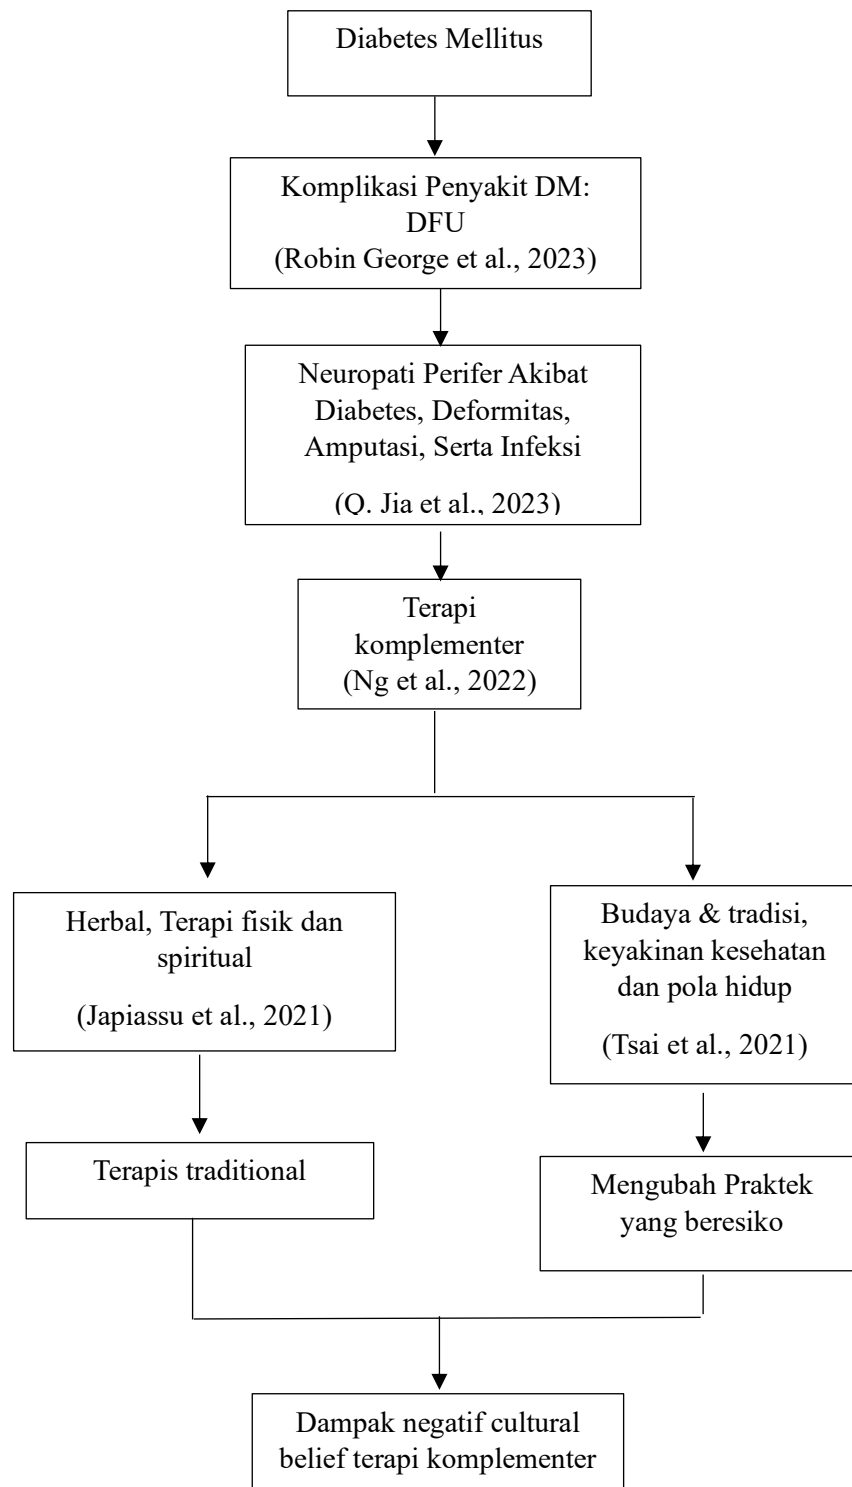 Diabetes Mellitus
Komplikasi Penyakit DM:
DFU
(Robin George et al., 2023)
Neuropati Perifer Akibat
Diabetes, Deformitas,
Amputasi, Serta Infeksi
(Q. Jia et al., 2023)
Terapi
komplementer
(Ng et al., 2022)
Herbal, Terapi fisik dan
spiritual
(Japiassu et al., 2021)
Budaya & tradisi,
keyakinan kesehatan
dan pola hidup
(Tsai et al., 2021)
Terapis traditional
Mengubah Praktek
yang beresiko
Dampak negatif cultural
belief terapi komplementer